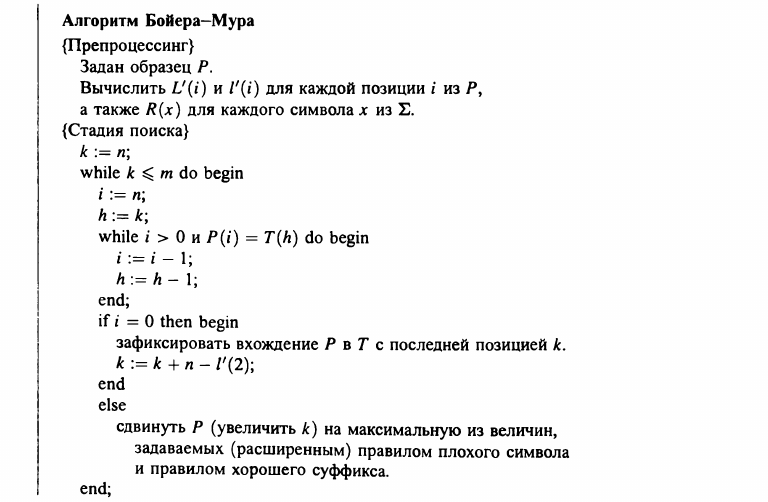 Алгоритм Бойера—Мура
{Препроцессинг}
Задан образец P.
Вычислить L′(i) и l′(i) для каждой позиции i из P,
а также R(x) для каждого символа x из Σ.
{Стадия поиска}
k := n;
while k ⩽ m do begin
i := n;
h := k;
while i > 0 и P(i) = T(h) do begin
i := i − 1;
h := h − 1;
end;
if i = 0 then begin
зафиксировать вхождение P в T с последней позицией k.
k := k + n − l′(2);
end
else
сдвинуть P (увеличить k) на максимальную из величин,
задаваемых (расширенным) правилом плохого символа
и правилом хорошего суффикса.
end;